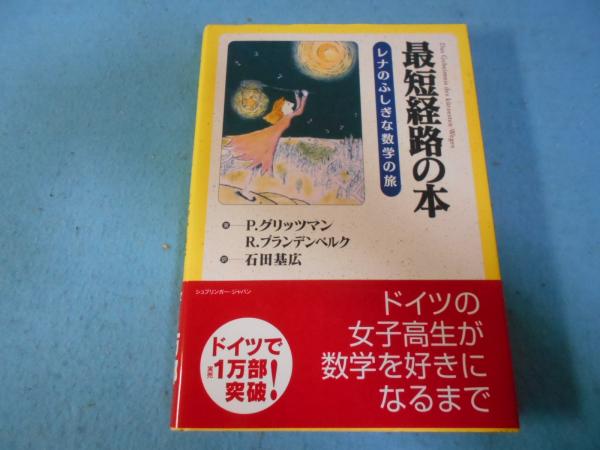 Das Geheimnis des kürzesten Weges
最短経路の本
レナのふしぎな数学の旅
著 P.グリッツマン
R.ブランデンベルク
訳 石田基広
シュプリンガー・ジャパン
ドイツの
女子高生が
数学を好きに
なるまで
ドイツで
実売1万部
突破!